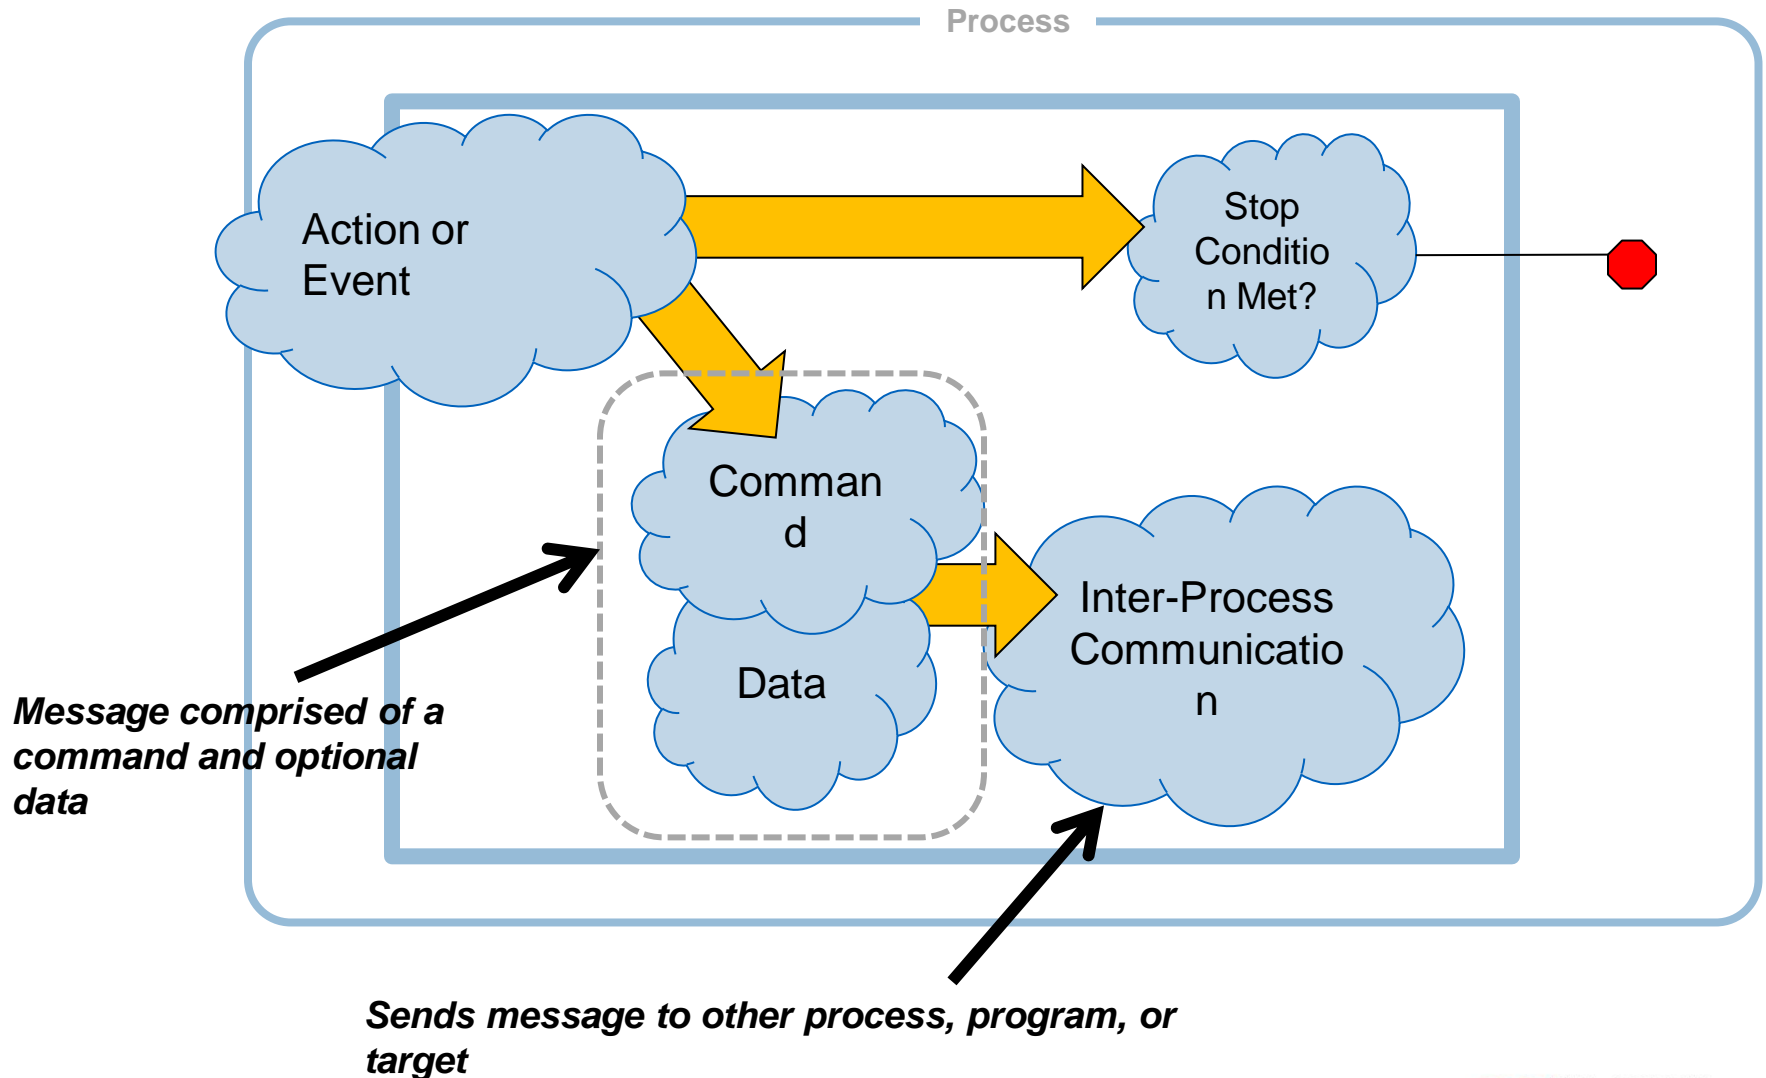 Process
Action or
Event
Stop
Conditio
n Met?
Comman
d
Data
Inter-Process
Communicatio
n
Message comprised of a
command and optional
data
Sends message to other process, program, or
target